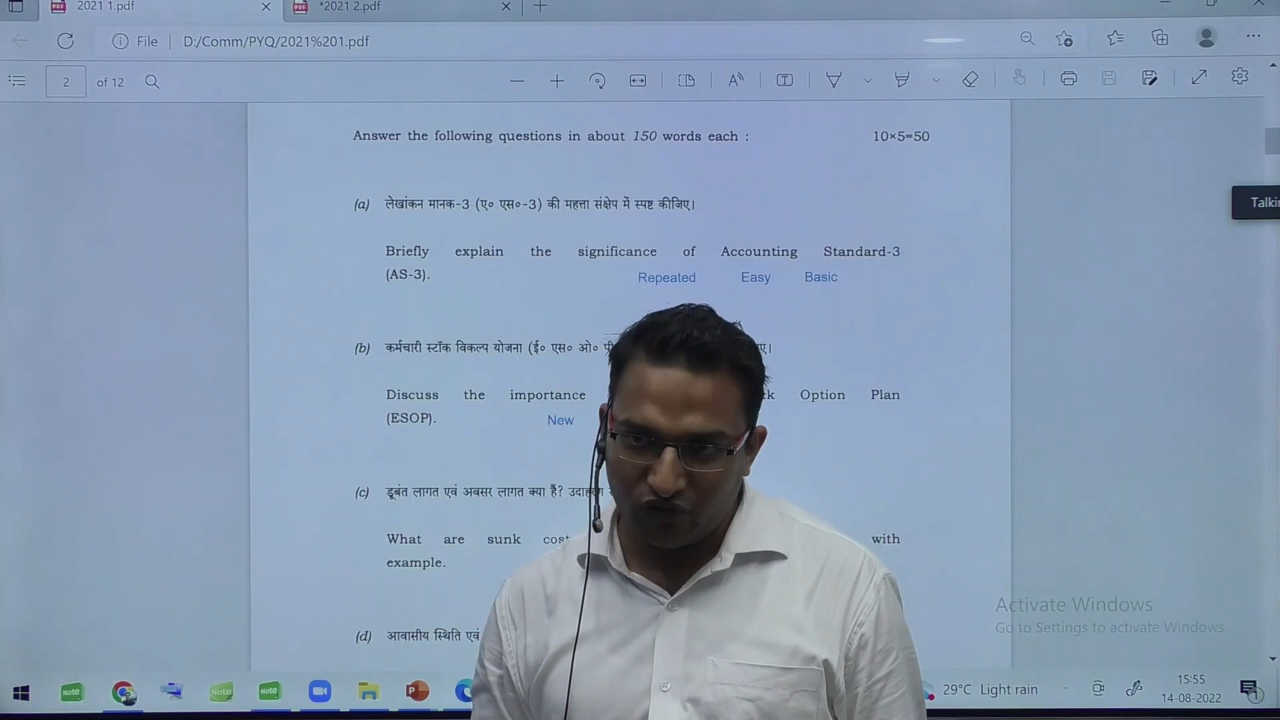 2021 1.pdf
*2021 2.pdf
File
D:/Comm/PYQ/2021%201.pdf
2 of 12
Answer the following questions in about 150 words each : 10×5=50
(a) लेखांकन मानक-3 (ए० एस०-3) की महत्ता संक्षेप में स्पष्ट कीजिए।
Talki
Briefly explain the significance of Accounting Standard-3
(AS-3).
Repeated Easy Basic
(b) कर्मचारी स्टॉक विकल्प योजना (ई० एस० ओ०
Discuss the importance Option Plan
(ESOP).
New
(c) डूबंत लागत एवं अवसर लागत क्या हैं?
What are sunk with
example.
Activate Windows
Go to Settings to activate Windows.
(d) आवासीय स्थिति एवं
Note
Note
Note
29°C Light rain
15:55
14-08-2022